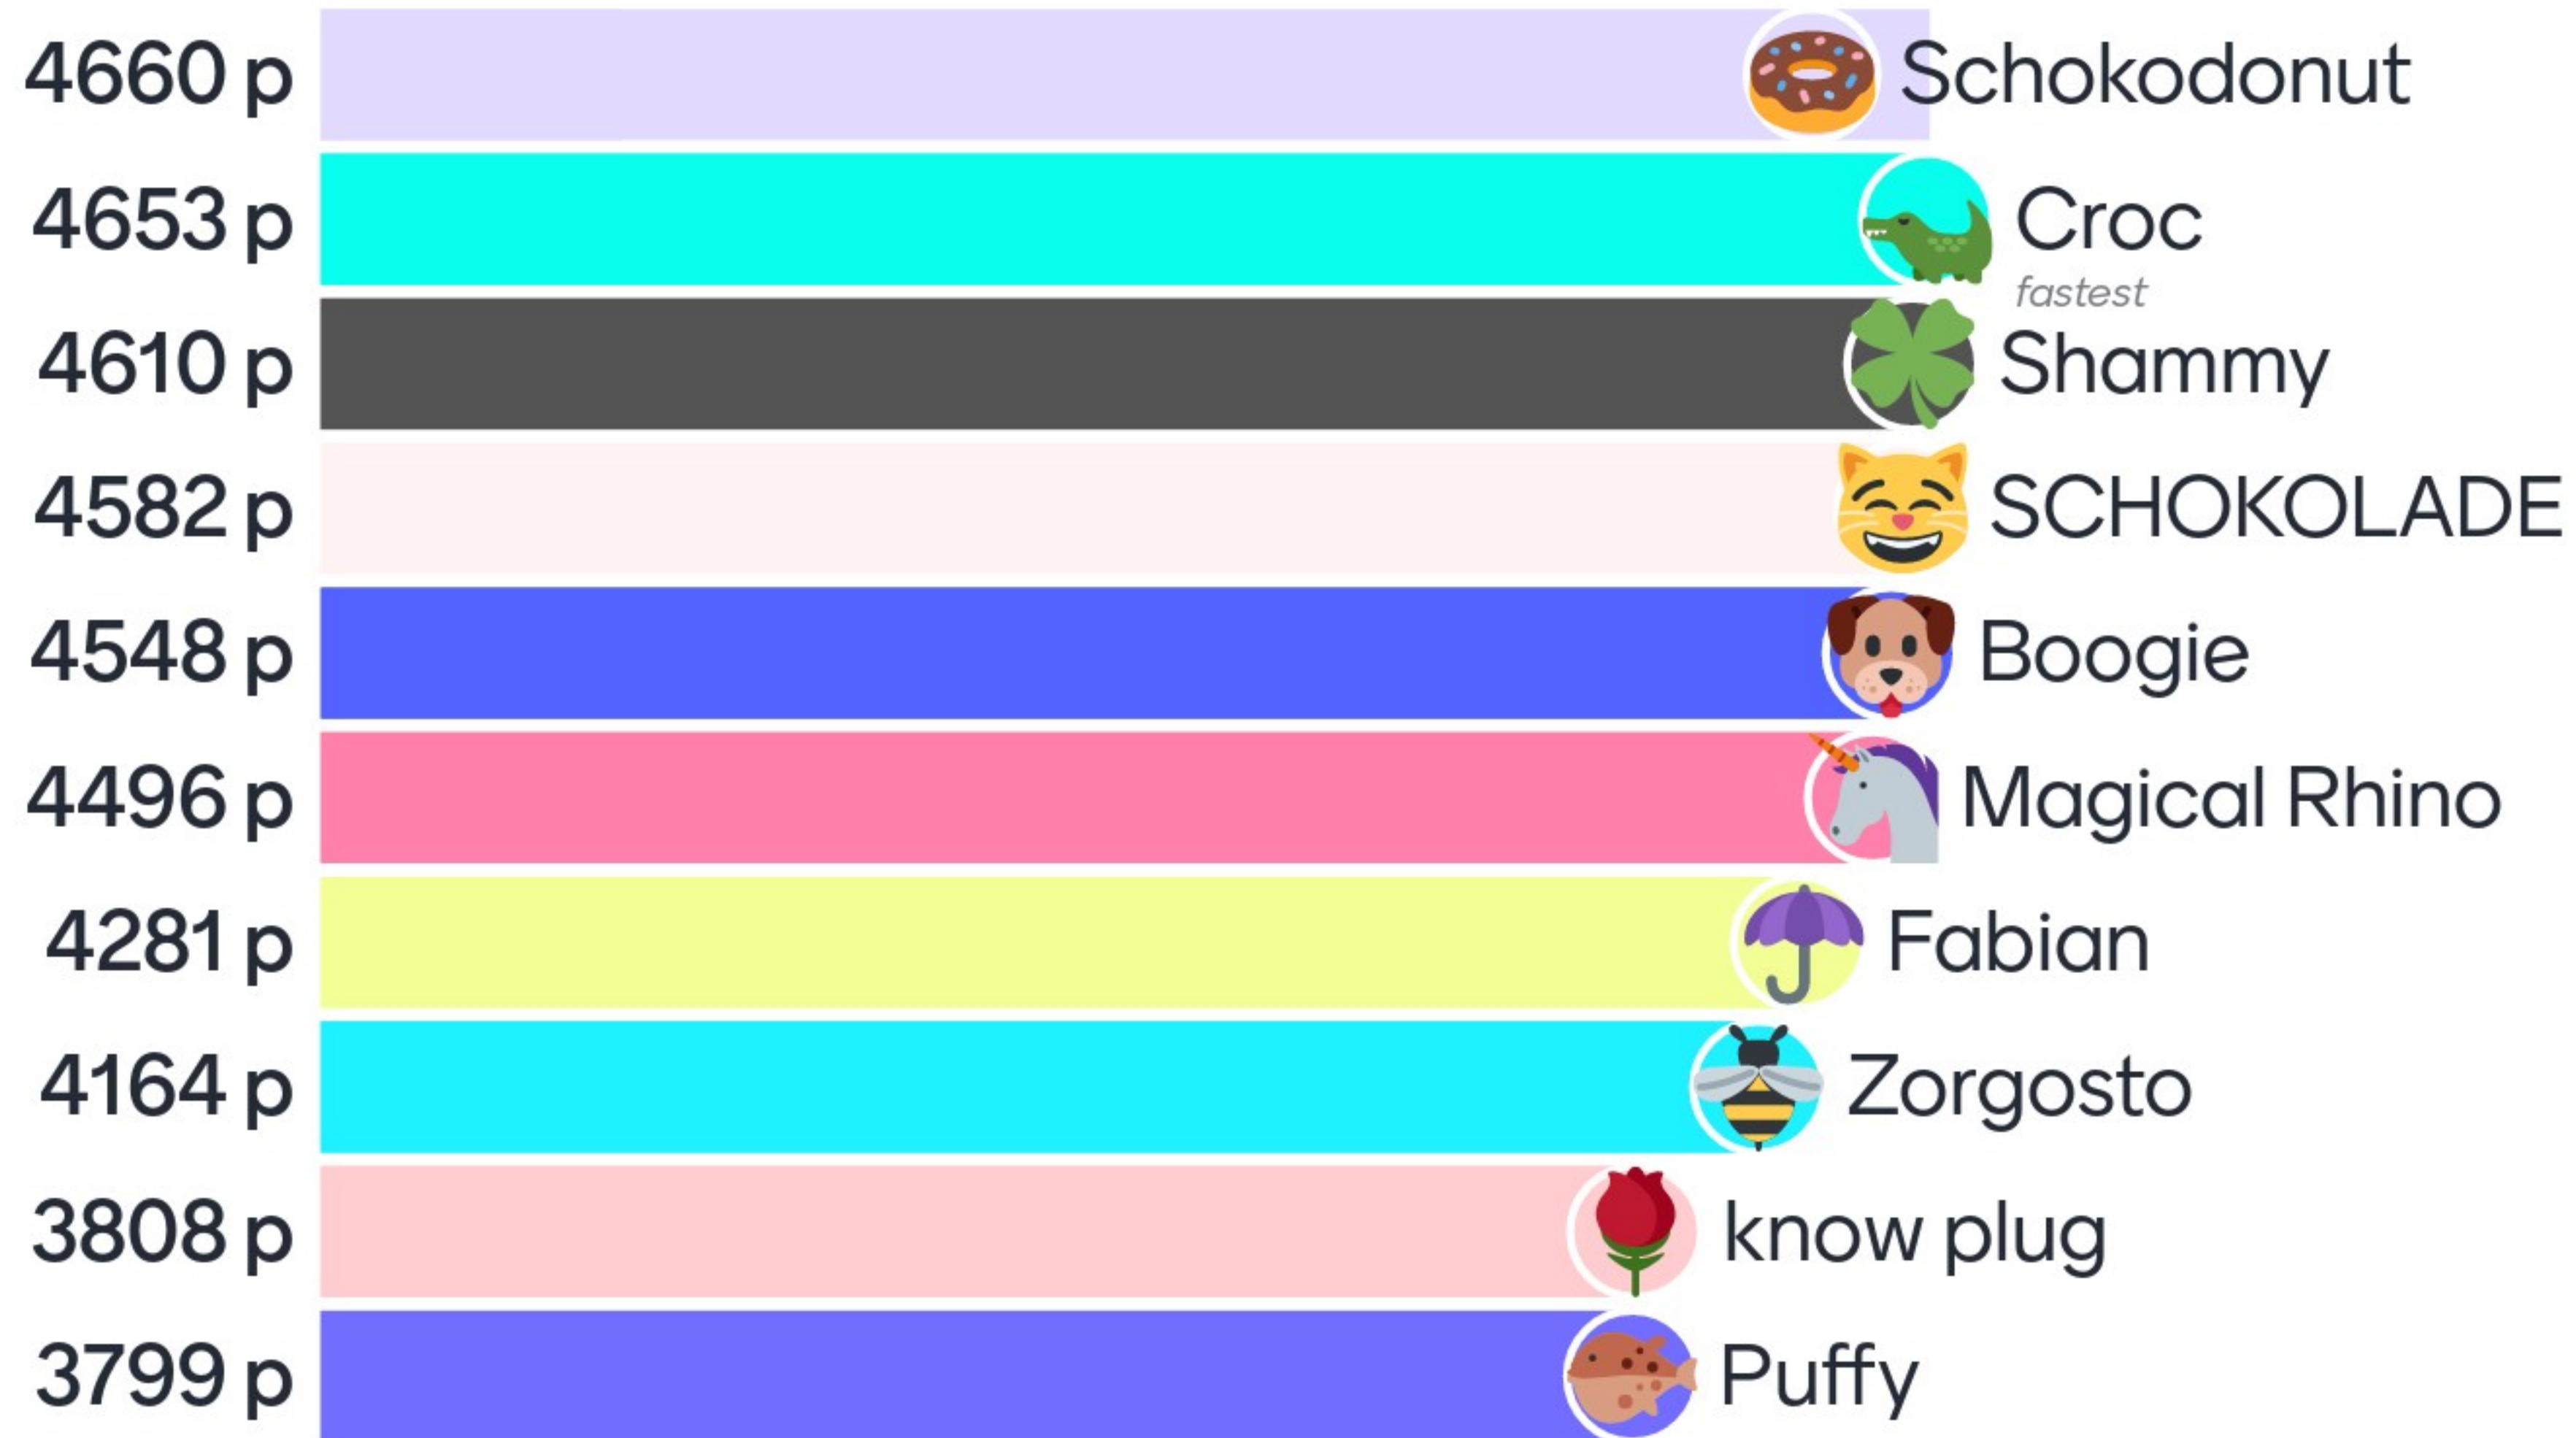 4660 p Schokodonut
4653 p Croc
fastest
4610 p Shammy
4582 p SCHOKOLADE
4548 p Boogie
4496 p Magical Rhino
4281 p Fabian
4164 p Zorgosto
3808 p know plug
3799 p Puffy